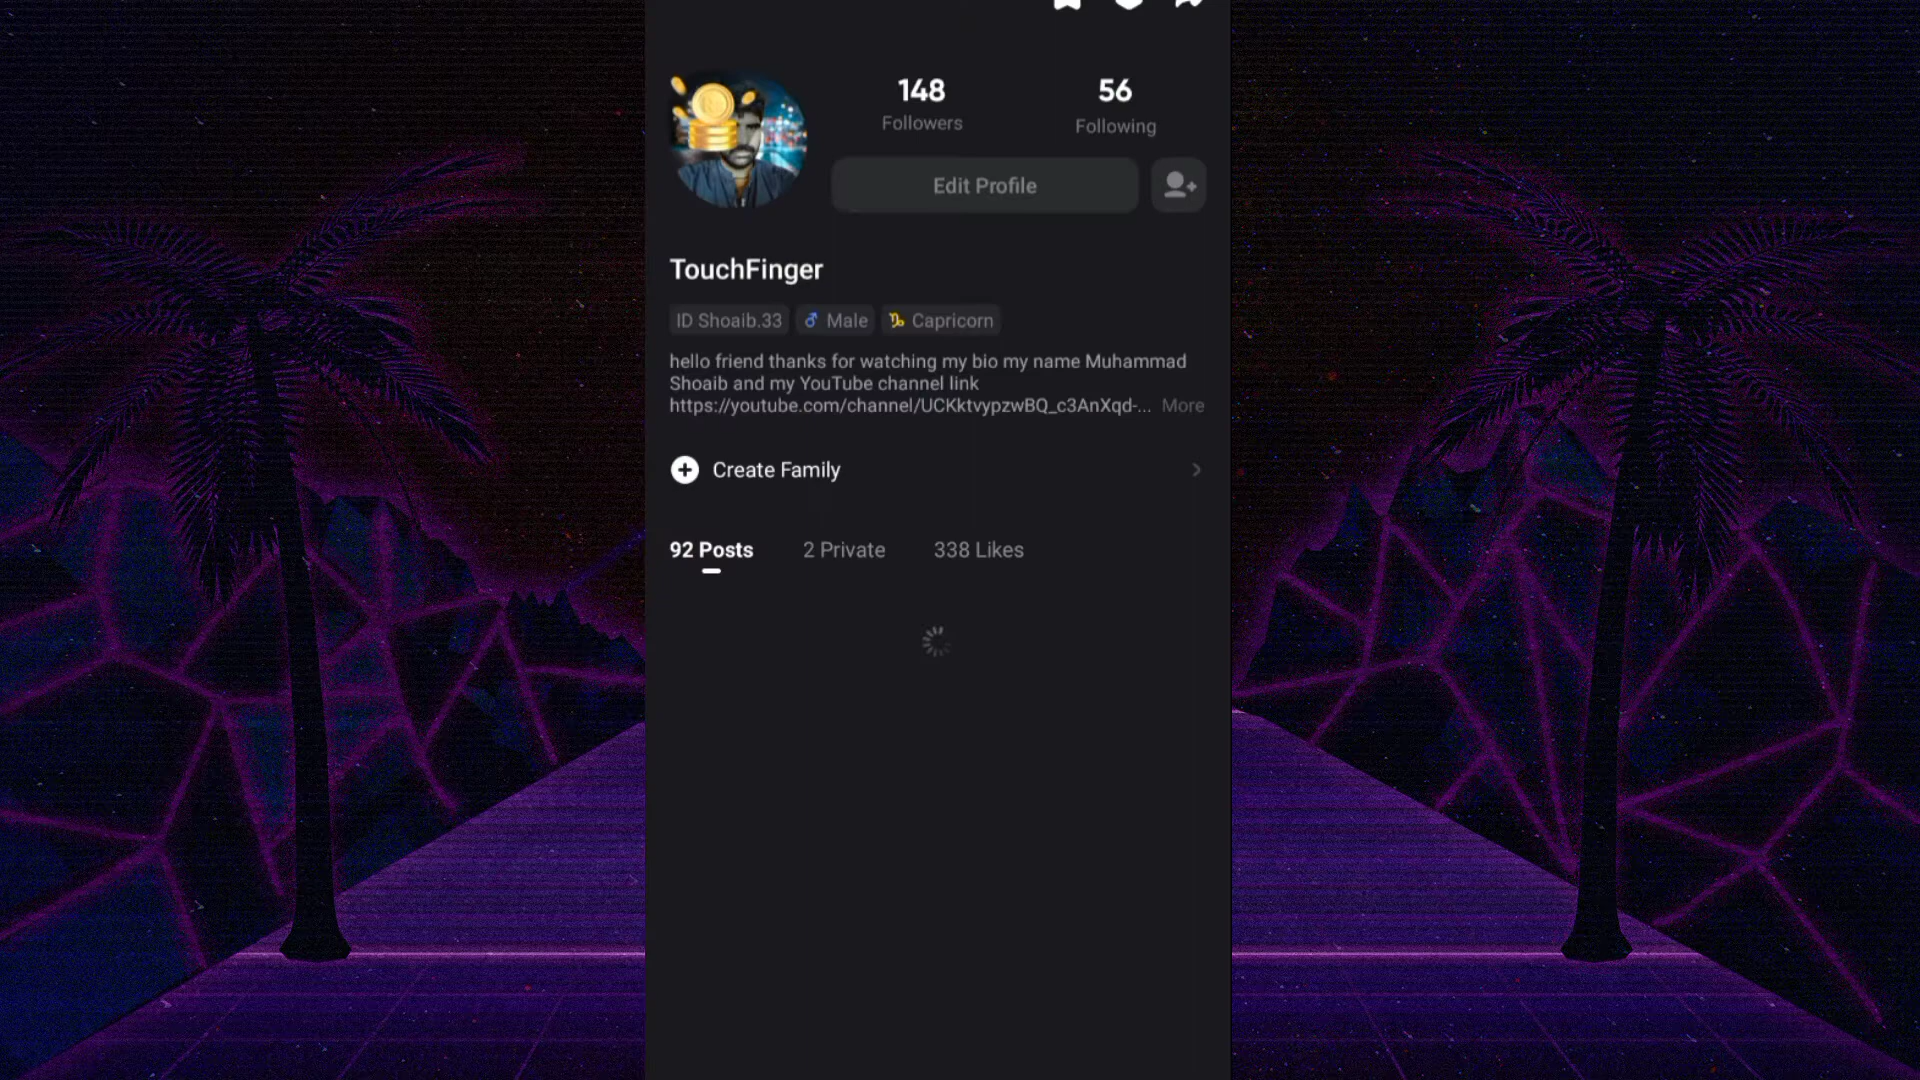 148
Followers
56
Following
Edit Profile
TouchFinger
ID Shoaib.33
Male
Capricorn
hello friend thanks for watching my bio my name Muhammad
Shoaib and my YouTube channel link
https://youtube.com/channel/UCKktvypzwBQ_c3AnXqd-... More
Create Family
92 Posts
2 Private
338 Likes